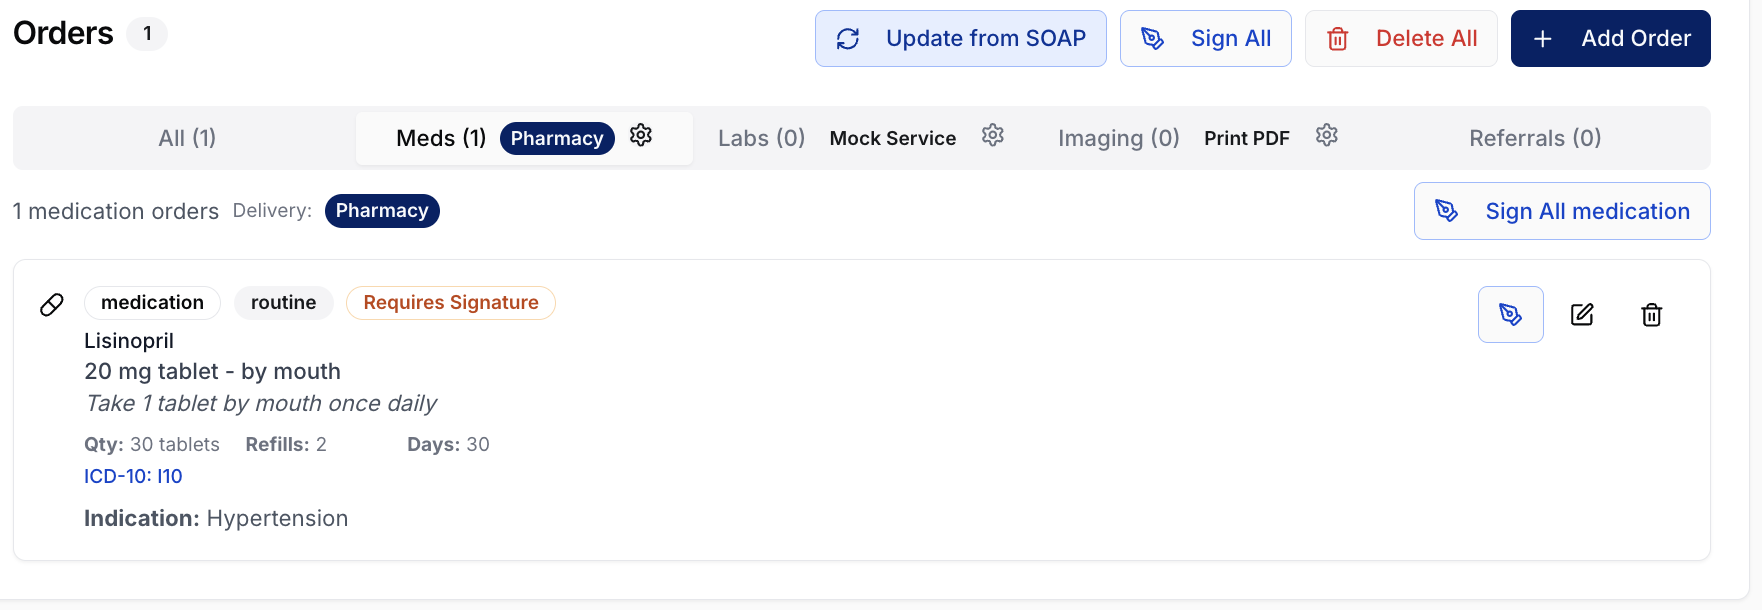 Orders 1
Update from SOAP
Sign All
Delete All
+ Add Order
All (1)
Meds (1) Pharmacy
Labs (0) Mock Service
Imaging (0) Print PDF
Referrals (0)
1 medication orders Delivery: Pharmacy
Sign All medication
medication routine Requires Signature
Lisinopril
20 mg tablet - by mouth
Take 1 tablet by mouth once daily
Qty: 30 tablets Refills: 2 Days: 30
ICD-10: I10
Indication: Hypertension